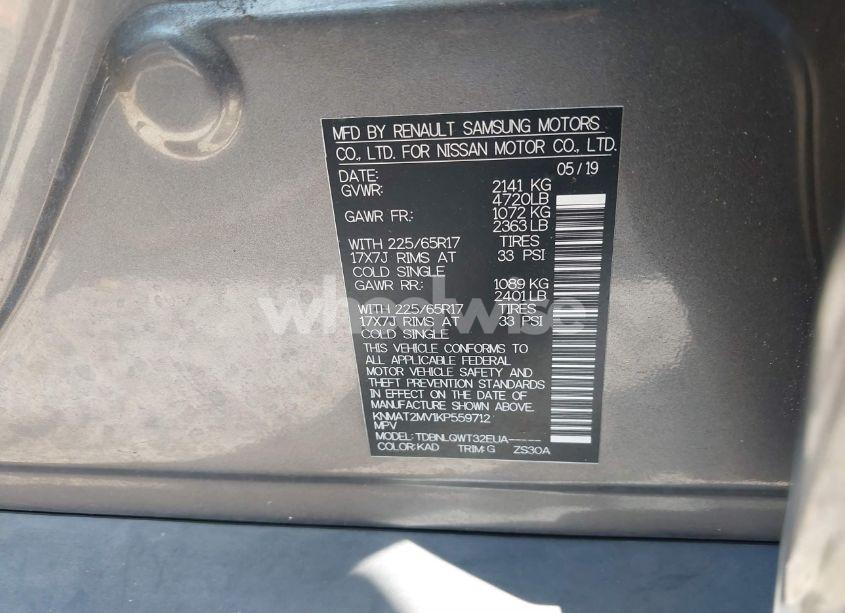 MFD BY RENAULT SAMSUNG MOTORS
CO., LTD. FOR NISSAN MOTOR CO., LTD.
DATE: 05/19
GVWR: 2141 KG
4720LB
GAWR FR: 1072 KG
2363 LB
WITH 225/65R17 TIRES
17X7J RIMS AT 33 PSI
COLD SINGLE
GAWR RR: 1089 KG
2401 LB
WITH 225/65R17 TIRES
17X7J RIMS AT 33 PSI
COLD SINGLE
THIS VEHICLE CONFORMS TO
ALL APPLICABLE FEDERAL
MOTOR VEHICLE SAFETY AND
THEFT PREVENTION STANDARDS
IN EFFECT ON THE DATE OF
MANUFACTURE SHOWN ABOVE.
KNMAT2MV1KP559712
MPV
MODEL: TDBNLQWT32EUA-----
COLOR:KAD TRIM:G ZS30A
wheelwise